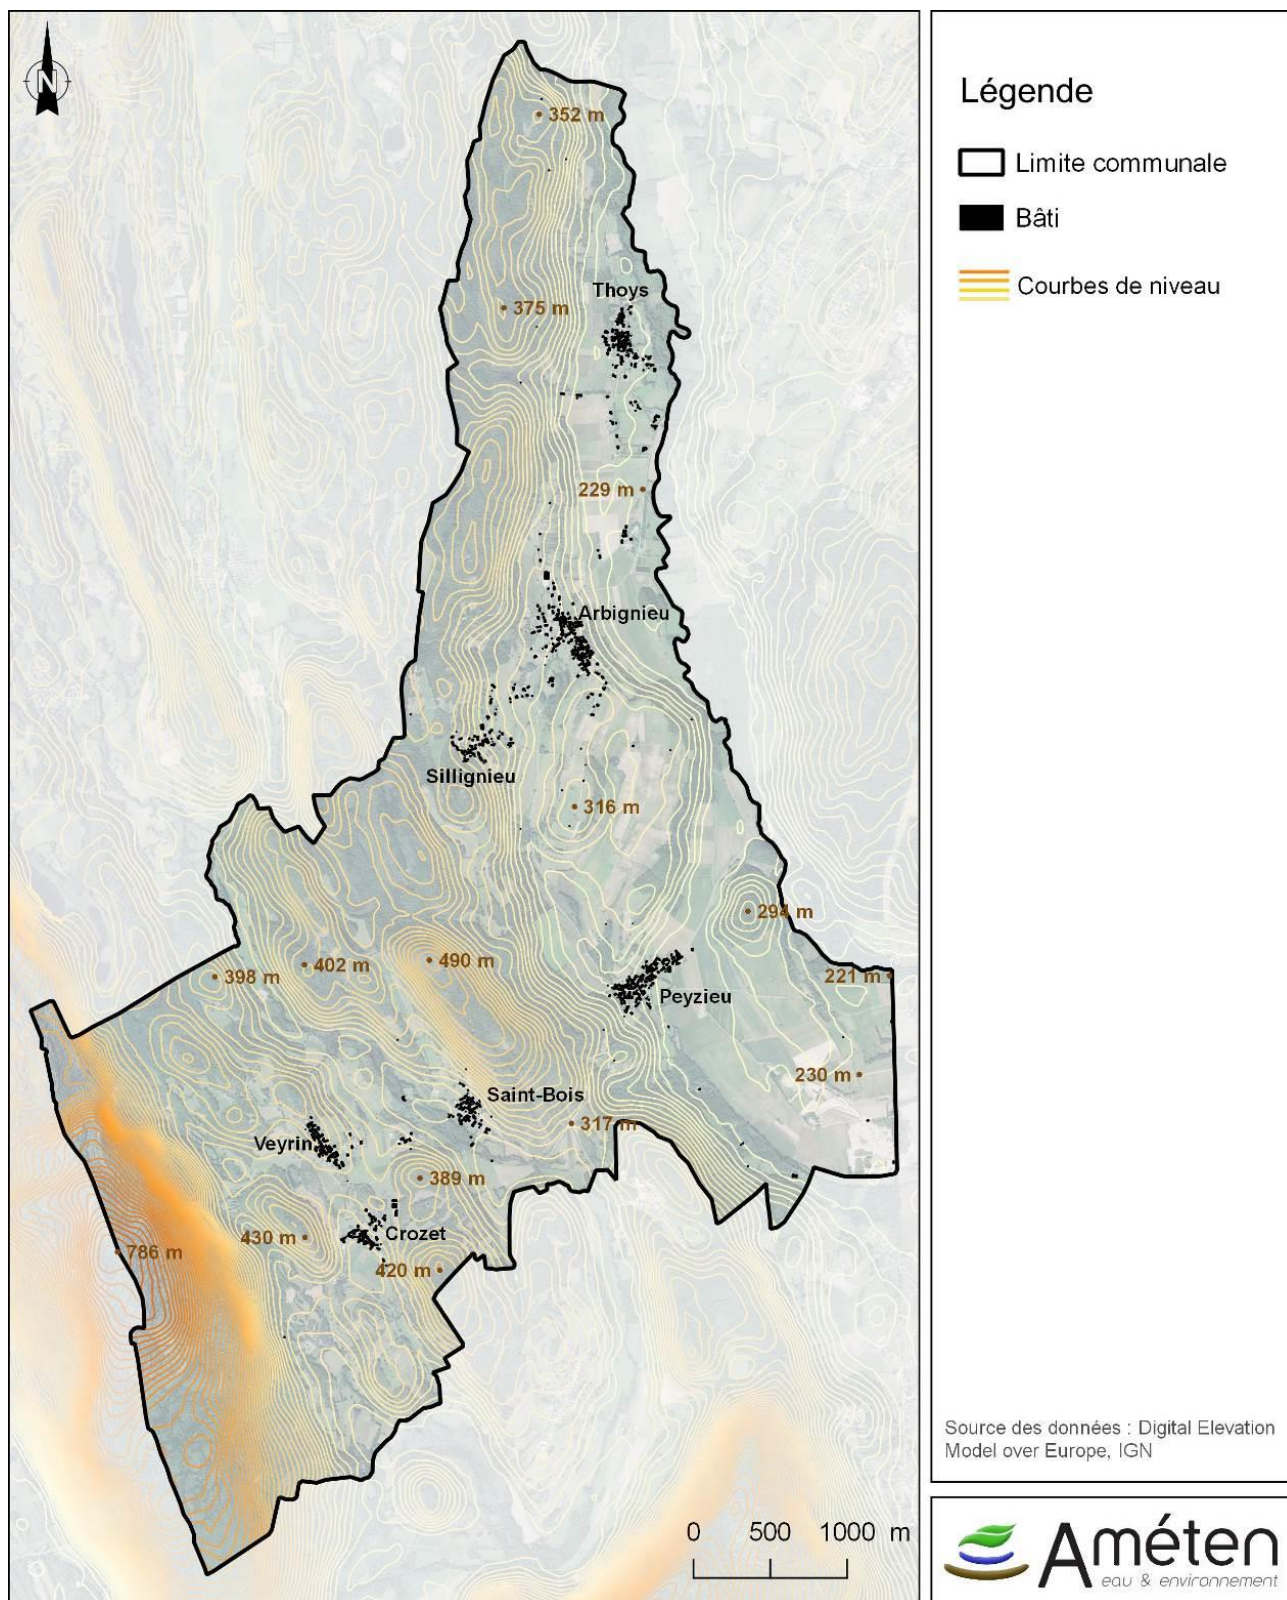 N
352 m
375 m
Thoys
229 m
Arbignieu
Sillignieu
316 m
294 m
490 m
402 m
398 m
221 m
Peyzieu
230 m
Saint-Bois
317 m
Veyrin
389 m
430 m
Crozet
786 m
420 m
0 500 1000 m
Légende
Limite communale
Bâti
Courbes de niveau
Source des données : Digital Elevation
Model over Europe, IGN
Améten
eau & environnement